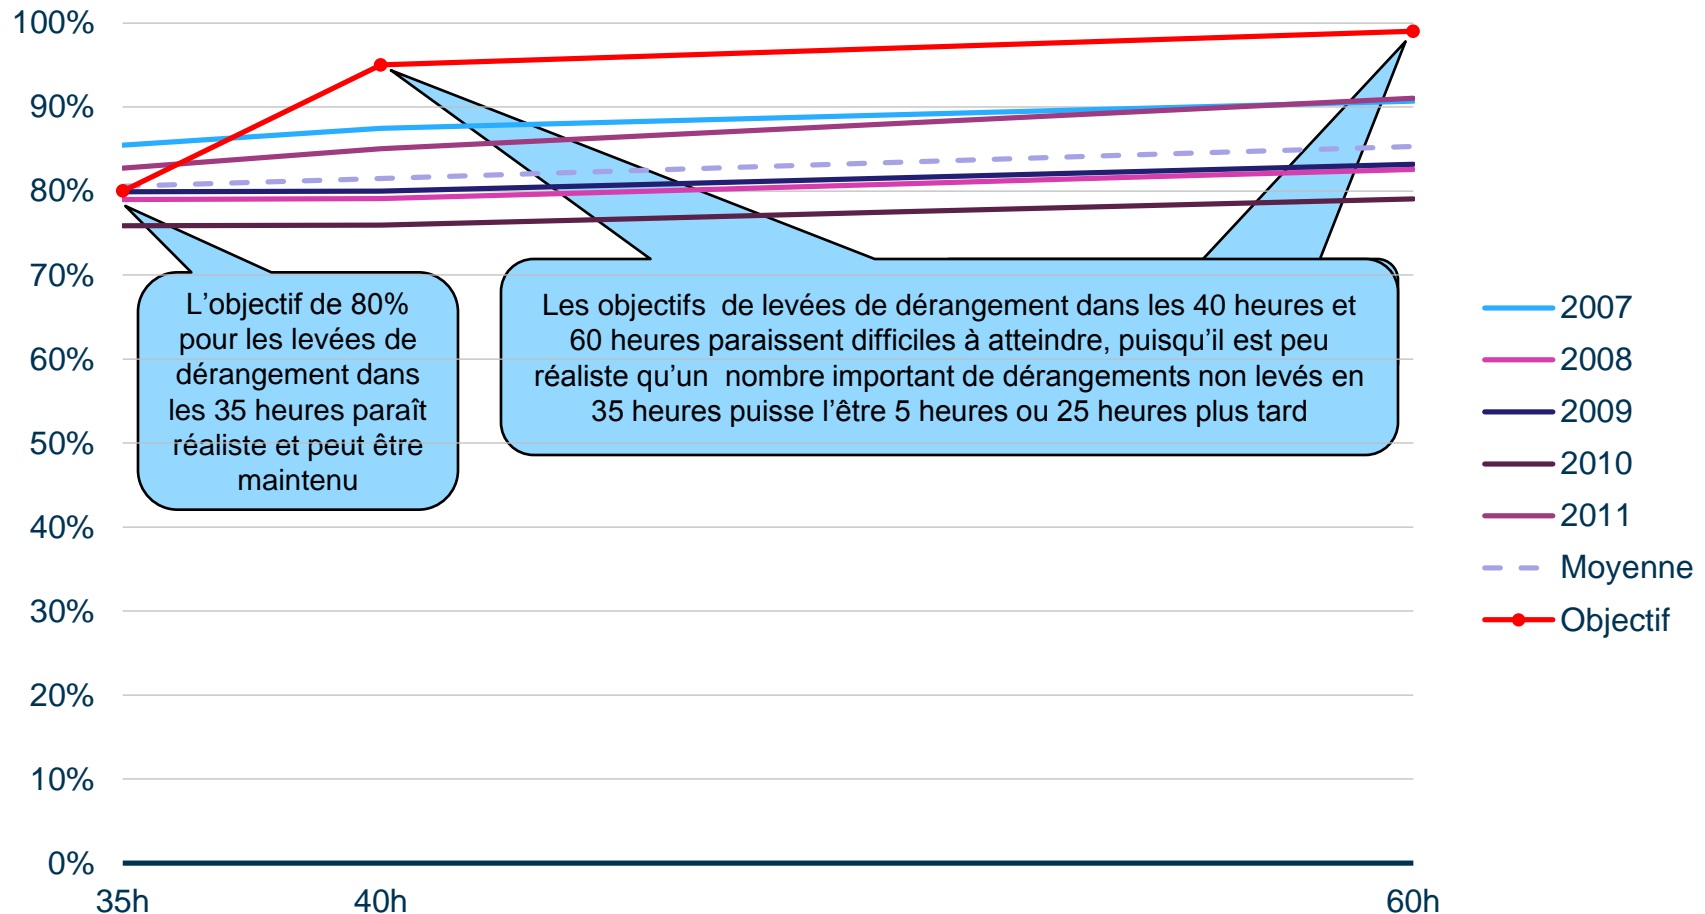 100%
90%
80%
70%
60%
50%
40%
30%
20%
10%
0%
35h
40h
60h
L’objectif de 80%
pour les levées de
dérangement dans
les 35 heures paraît
réaliste et peut être
maintenu
Les objectifs  de levées de dérangement dans les 40 heures et
60 heures paraissent difficiles à atteindre, puisqu’il est peu
réaliste qu’un  nombre important de dérangements non levés en
35 heures puisse l’être 5 heures ou 25 heures plus tard
2007
2008
2009
2010
2011
Moyenne
Objectif